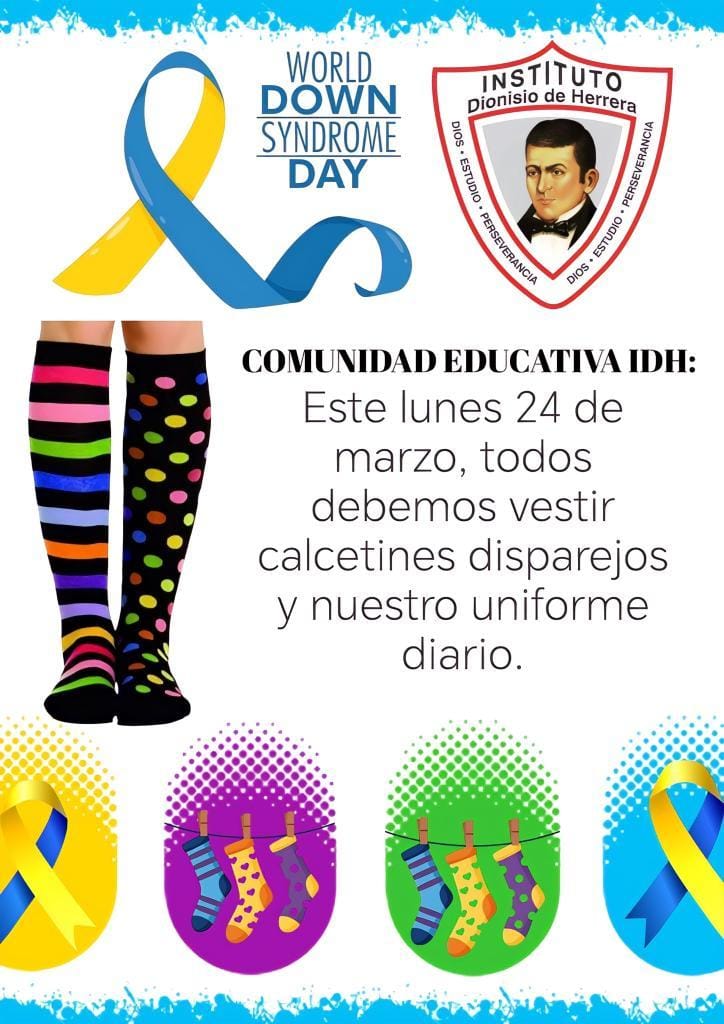 WORLD
DOWN
SYNDROME
DAY
INSTITUTO
Dionisio de Herrera
DIOS • ESTUDIO • PERSEVERANCIA
DIOS • ESTUDIO • PERSEVERANCIA
COMUNIDAD EDUCATIVA IDH:
Este lunes 24 de
marzo, todos
debemos vestir
calcetines disparejos
y nuestro uniforme
diario.